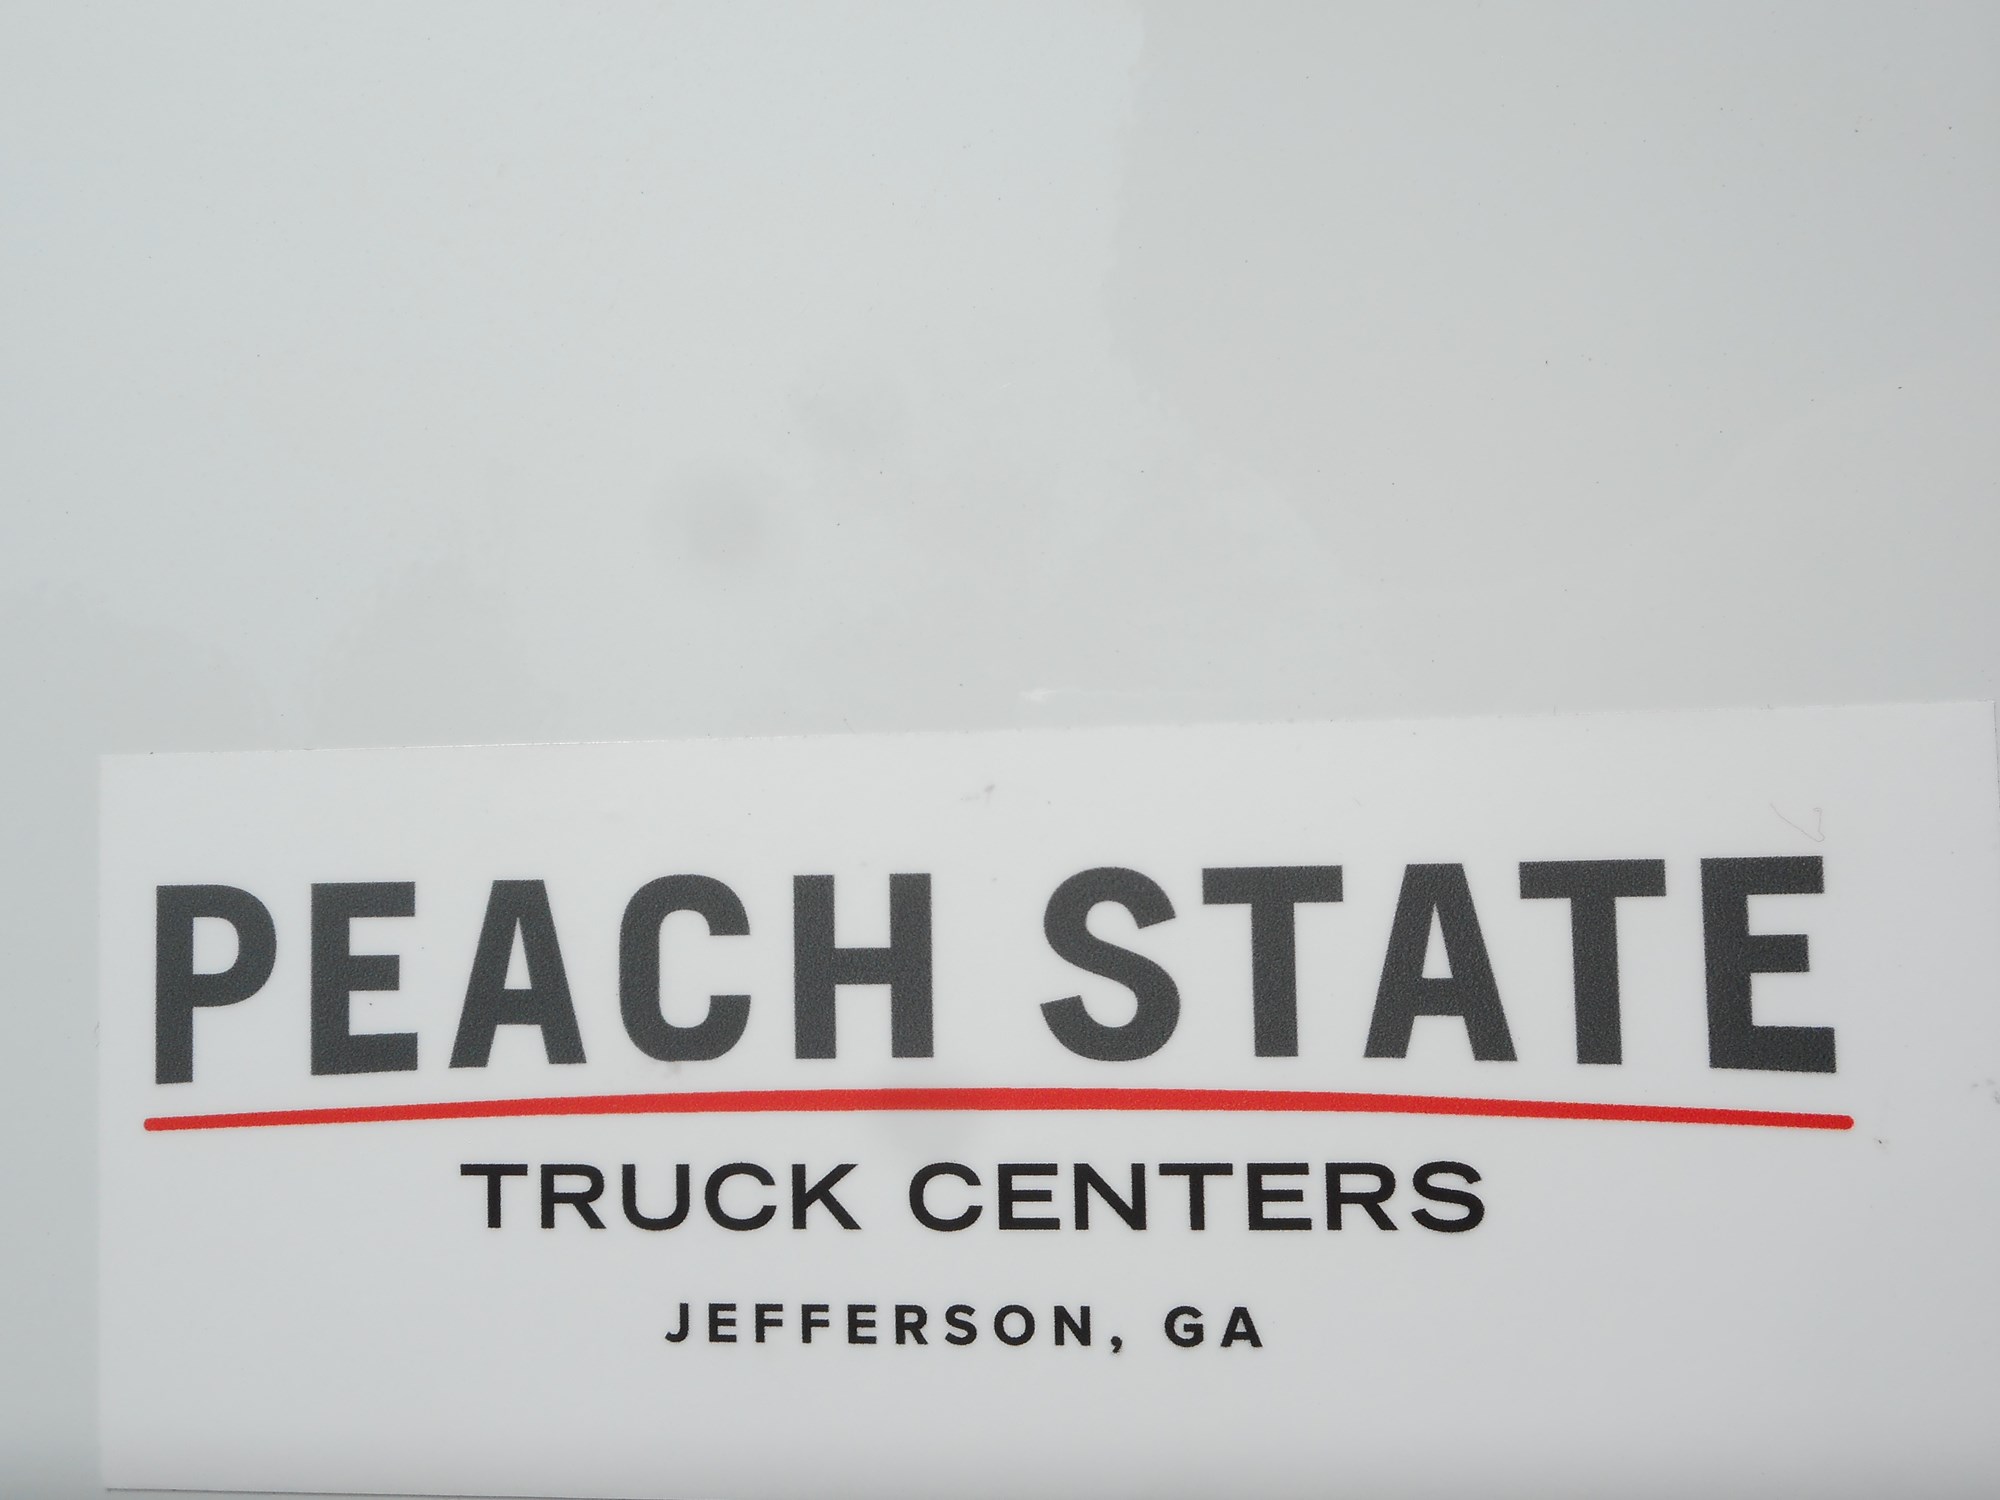 PEACH STATE
TRUCK CENTERS
JEFFERSON, GA